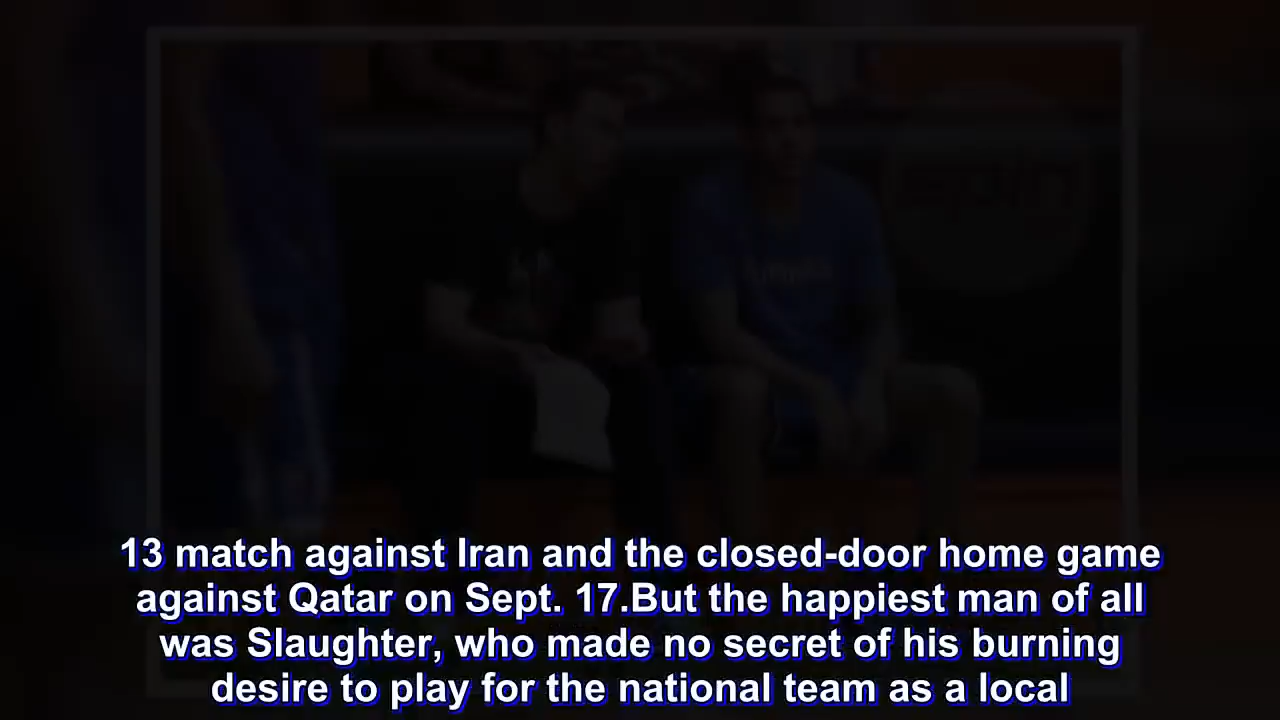 13 match against Iran and the closed-door home game
against Qatar on Sept. 17.But the happiest man of all
was Slaughter, who made no secret of his burning
desire to play for the national team as a local